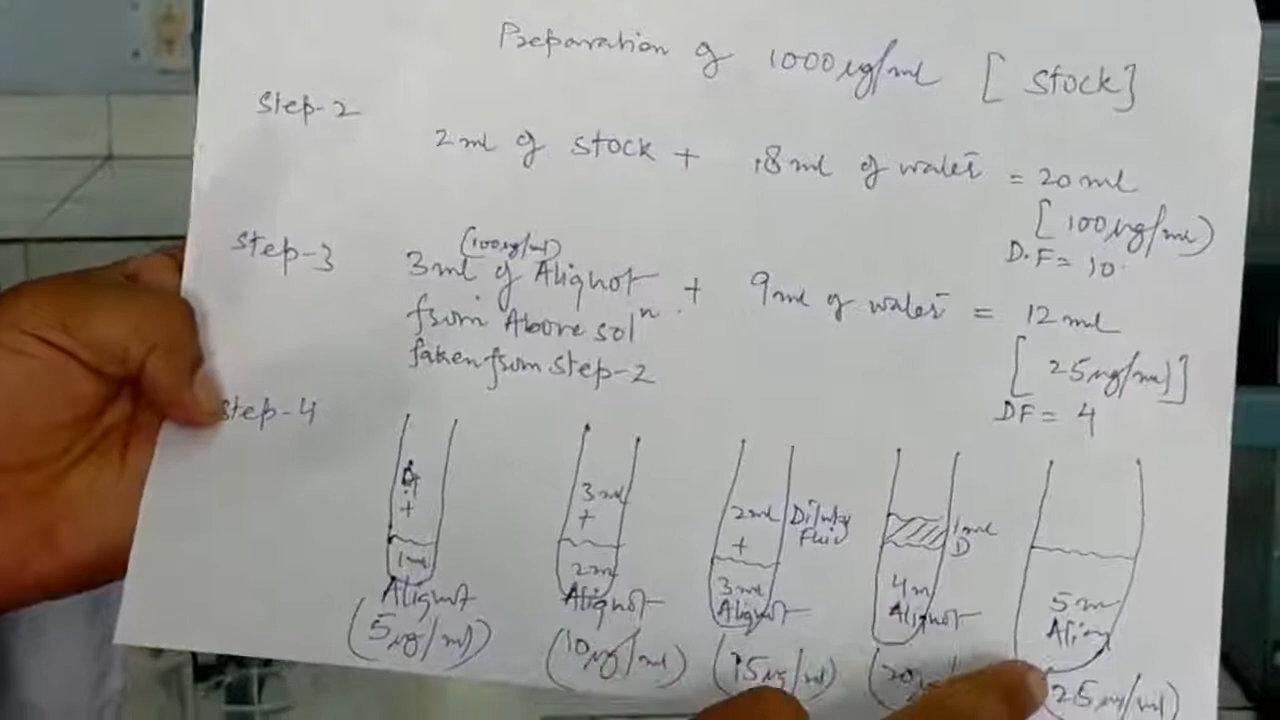 Preparation of 1000 µg/ml [Stock]
Step-2
2 ml of stock + 18 ml of water = 20 ml
[100 µg/ml)
D.F = 10
Step-3
(100 µg/ml)
3 ml of Aliquot + 9 ml of water = 12 ml
from Above solⁿ.
taken from Step-2
[25 µg/ml]
DF = 4
Step-4
+
1 ml
Aliquot
(5 µg/ml)
3 ml
+
2 ml
Aliquot
(10 µg/ml)
2 ml
+
Diluting
Fluid
3 ml
Aliquot
(15 µg/ml)
1 ml
D
4 m
Aliquot
(20
5 m
Aliq
(25 µg/ml)